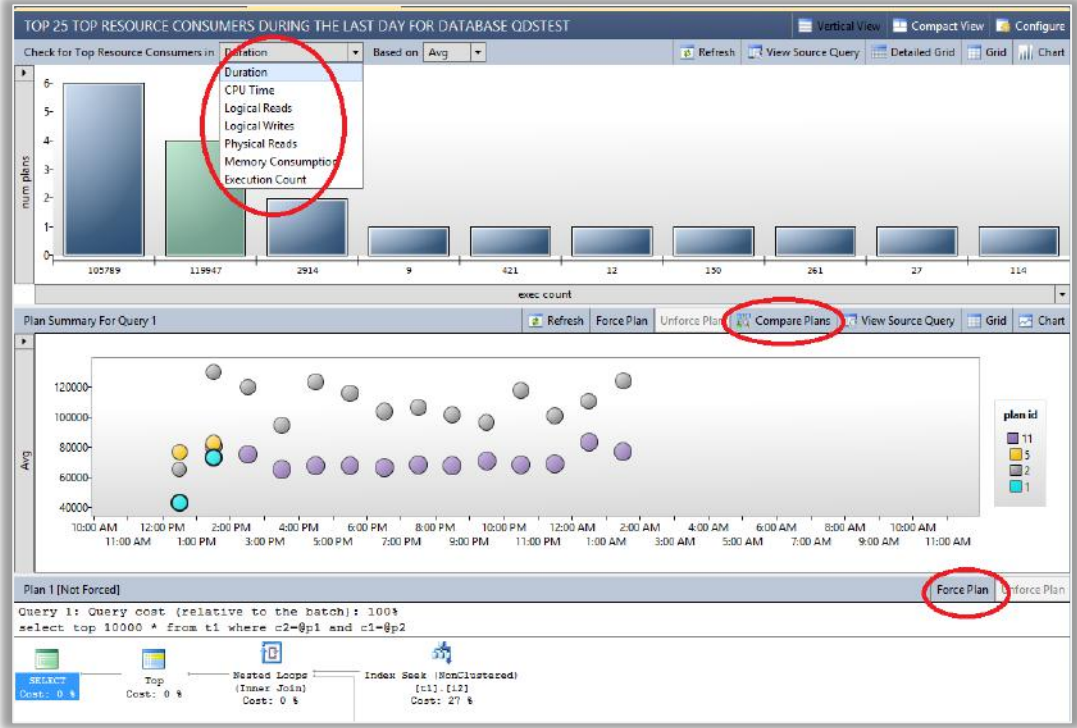 TOP 25 TOP RESOURCE CONSUMERS DURING THE LAST DAY FOR DATABASE QDSTEST
Vertical View Compact View Configure
Check for Top Resource Consumers in Duration Based on Avg
Refresh View Source Query Detailed Grid Grid Chart
Duration
CPU Time
Logical Reads
Logical Writes
Physical Reads
Memory Consumption
Execution Count
num plans
6
5
4
3
2
1
0
105789 119947 2914 9 421 12 150 261 27 114
exec count
Plan Summary For Query 1
Refresh Force Plan Unforce Plan Compare Plans View Source Query Grid Chart
Avg
120000
100000
80000
60000
40000
10:00 AM 12:00 PM 2:00 PM 4:00 PM 6:00 PM 8:00 PM 10:00 PM 12:00 AM 2:00 AM 4:00 AM 6:00 AM 8:00 AM 10:00 AM
11:00 AM 1:00 PM 3:00 PM 5:00 PM 7:00 PM 9:00 PM 11:00 PM 1:00 AM 3:00 AM 5:00 AM 7:00 AM 9:00 AM 11:00 AM
plan id
11
5
2
1
Plan 1 [Not Forced]
Force Plan Unforce Plan
Query 1: Query cost (relative to the batch): 100%
select top 10000 * from t1 where c2=@p1 and c1=@p2
SELECT
Cost: 0 %
Top
Cost: 0 %
Nested Loops
(Inner Join)
Cost: 0 %
Index Seek (NonClustered)
[t1].[i2]
Cost: 27 %